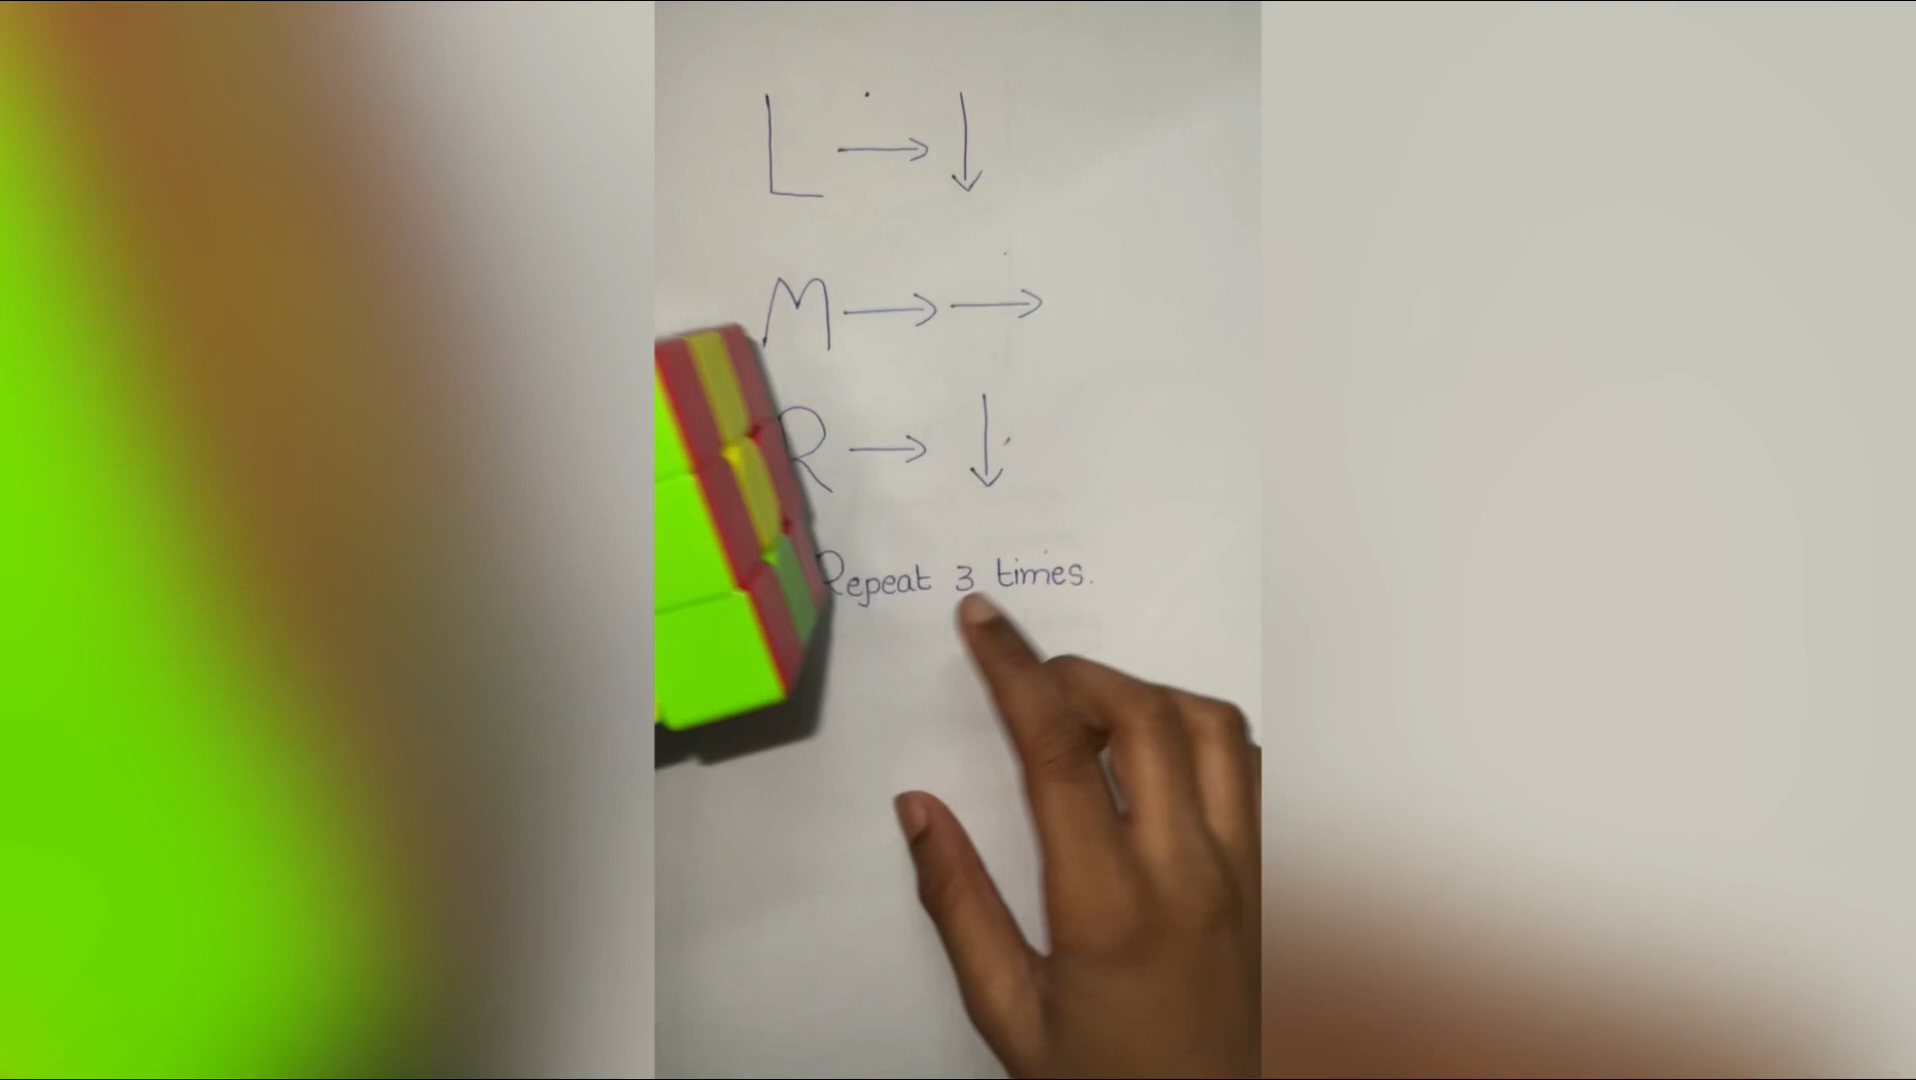 L → ↓
M → →
R → ↓
Repeat 3 times.